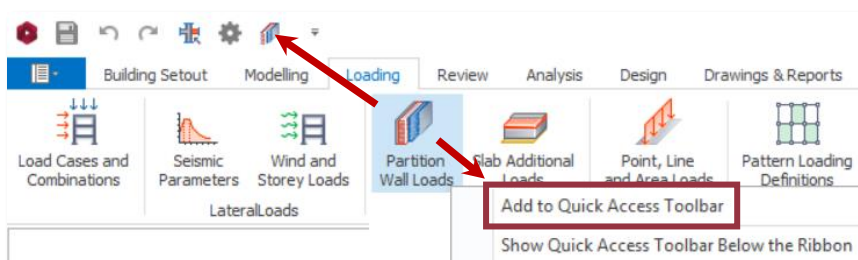 Building Setout Modelling Loading Review Analysis Design Drawings & Reports
Load Cases and Combinations
Seismic Parameters
Wind and Storey Loads
Partition Wall Loads
Slab Additional Loads
Point, Line and Area Loads
Pattern Loading Definitions
LateralLoads
Add to Quick Access Toolbar
Show Quick Access Toolbar Below the Ribbon